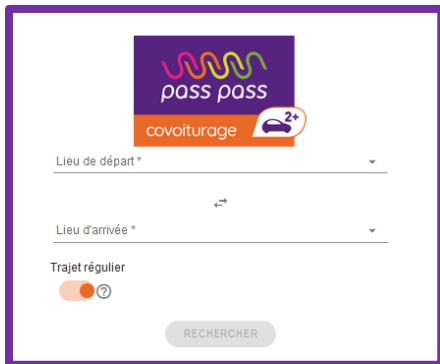 pass pass
covoiturage
2+
Lieu de départ *
Lieu d'arrivée *
Trajet régulier
?
RECHERCHER